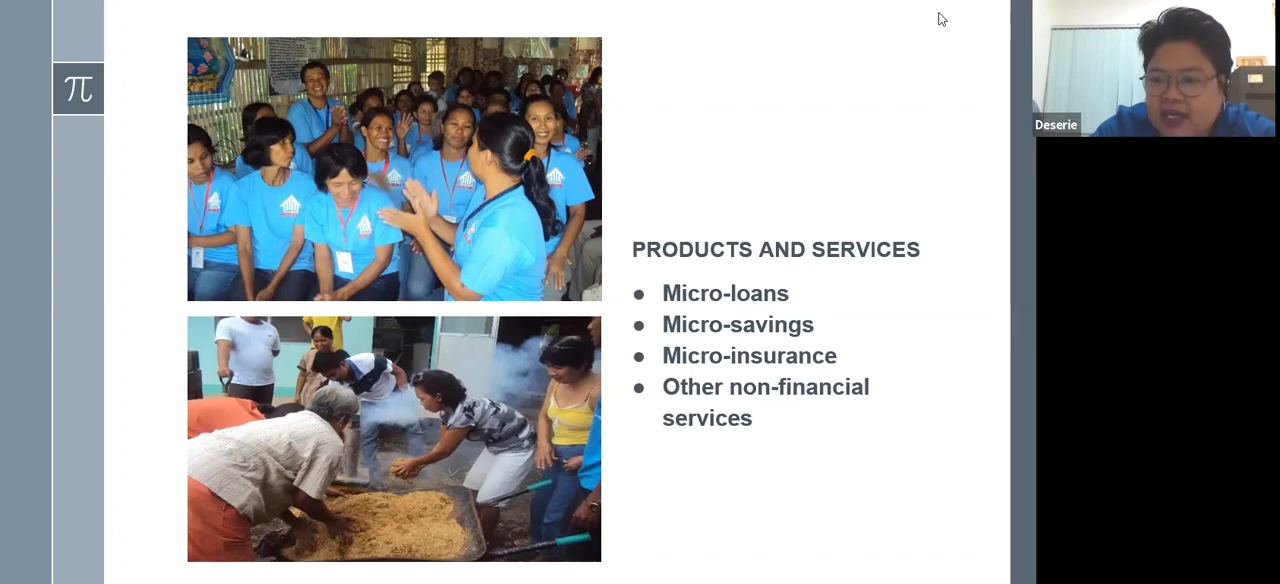 π
Deserie
PRODUCTS AND SERVICES
● Micro-loans
● Micro-savings
● Micro-insurance
● Other non-financial
services